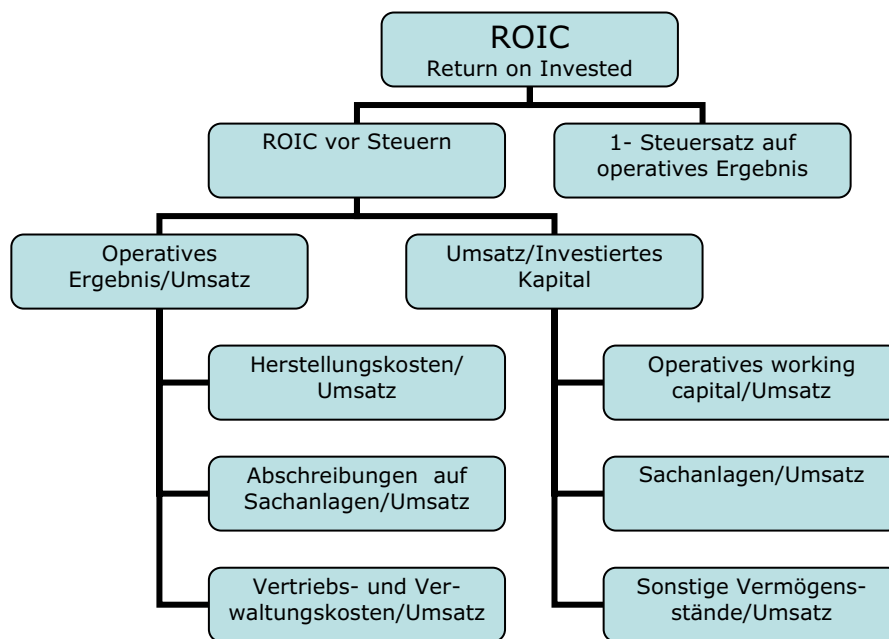 ROIC
Return on Invested
ROIC vor Steuern
1- Steuersatz auf
operatives Ergebnis
Operatives
Ergebnis/Umsatz
Umsatz/Investiertes
Kapital
Herstellungskosten/
Umsatz
Operatives working
capital/Umsatz
Abschreibungen auf
Sachanlagen/Umsatz
Sachanlagen/Umsatz
Vertriebs- und Ver-
waltungskosten/Umsatz
Sonstige Vermögens-
stände/Umsatz